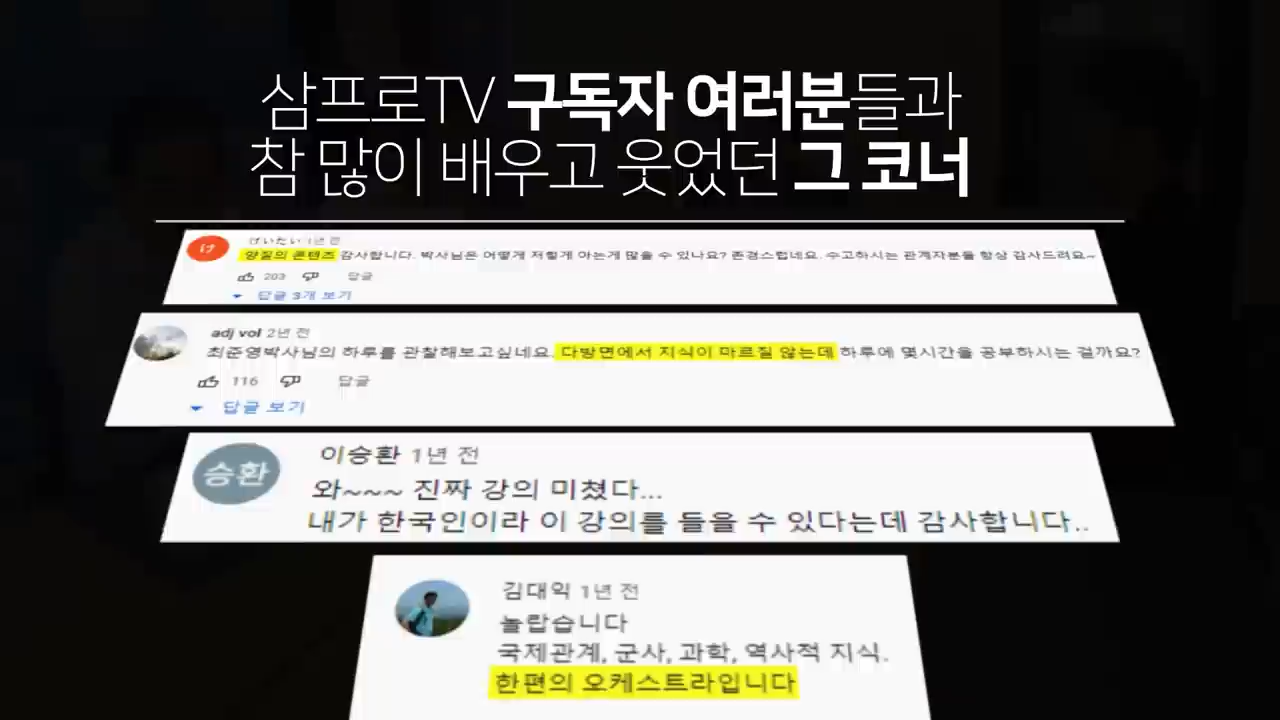 삼프로TV 구독자 여러분들과
참 많이 배우고 웃었던 그 코너
け
けいたい 1년 전
양질의 콘텐츠 감사합니다. 박사님은 어떻게 저렇게 아는게 많을 수 있나요? 존경스럽네요. 수고하시는 관계자분들 항상 감사드려요~
203 답글
답글 3개 보기
adj vol 2년 전
최준영박사님의 하루를 관찰해보고싶네요. 다방면에서 지식이 마르질 않는데 하루에 몇시간을 공부하시는 걸까요?
116 답글
답글 보기
승환
이승환 1년 전
와~~~ 진짜 강의 미쳤다...
내가 한국인이라 이 강의를 들을 수 있다는데 감사합니다..
김대익 1년 전
놀랍습니다
국제관계, 군사, 과학, 역사적 지식.
한편의 오케스트라입니다